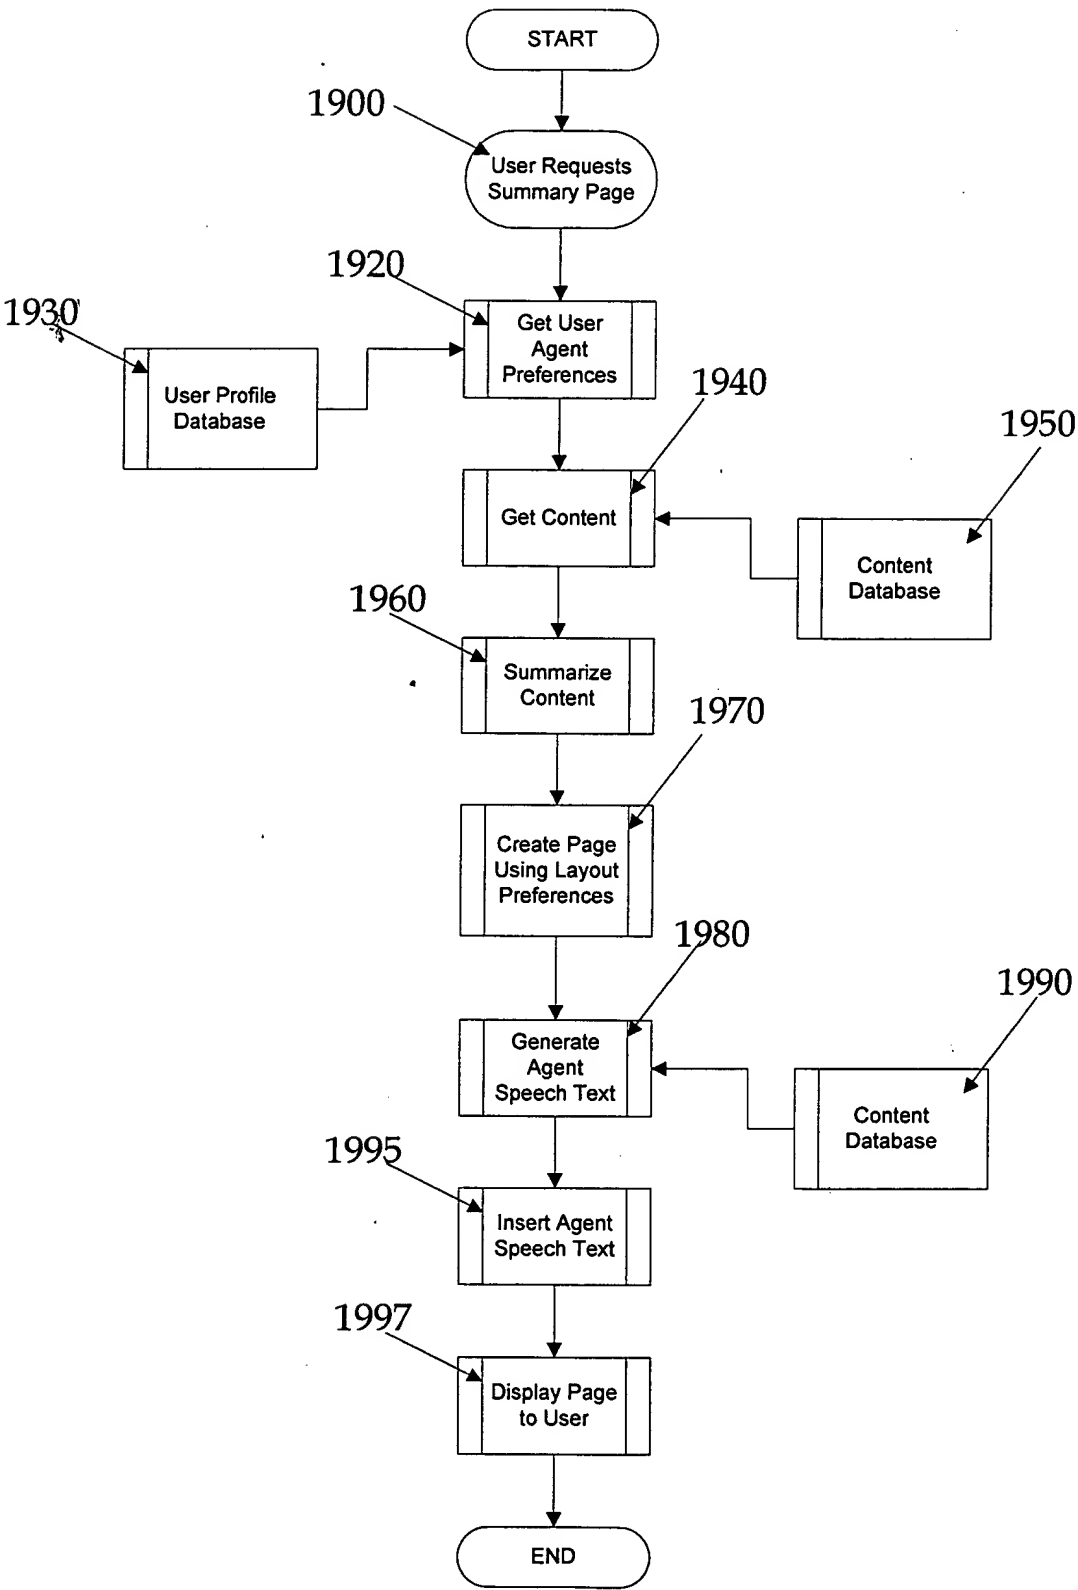 START
1900
User Requests
Summary Page
1920
1930
Get User
Agent
Preferences
User Profile
Database
1940
1950
Get Content
Content
Database
1960
Summarize
Content
1970
Create Page
Using Layout
Preferences
1980
1990
Generate
Agent
Speech Text
Content
Database
1995
Insert Agent
Speech Text
1997
Display Page
to User
END